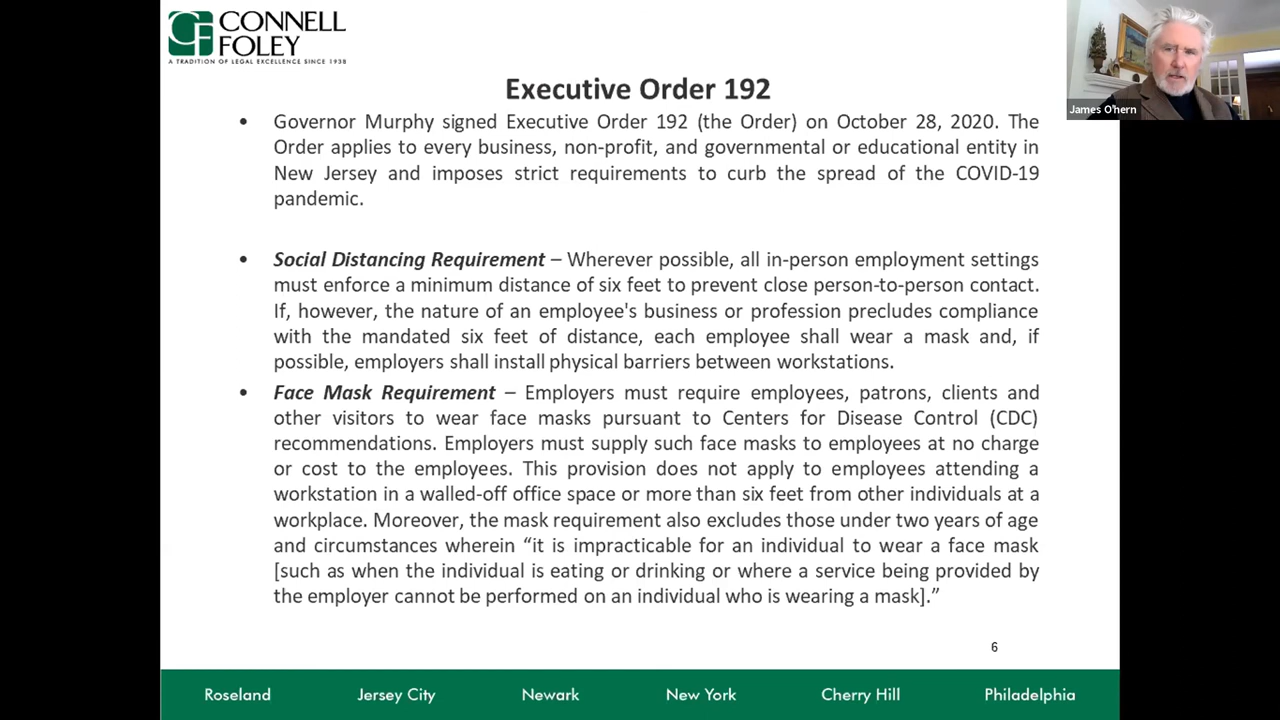 CONNELL
FOLEY
A TRADITION OF LEGAL EXCELLENCE SINCE 1938
James O'hern
Executive Order 192
• Governor Murphy signed Executive Order 192 (the Order) on October 28, 2020. The
Order applies to every business, non-profit, and governmental or educational entity in
New Jersey and imposes strict requirements to curb the spread of the COVID-19
pandemic.
• Social Distancing Requirement – Wherever possible, all in-person employment settings
must enforce a minimum distance of six feet to prevent close person-to-person contact.
If, however, the nature of an employee's business or profession precludes compliance
with the mandated six feet of distance, each employee shall wear a mask and, if
possible, employers shall install physical barriers between workstations.
• Face Mask Requirement – Employers must require employees, patrons, clients and
other visitors to wear face masks pursuant to Centers for Disease Control (CDC)
recommendations. Employers must supply such face masks to employees at no charge
or cost to the employees. This provision does not apply to employees attending a
workstation in a walled-off office space or more than six feet from other individuals at a
workplace. Moreover, the mask requirement also excludes those under two years of age
and circumstances wherein “it is impracticable for an individual to wear a face mask
[such as when the individual is eating or drinking or where a service being provided by
the employer cannot be performed on an individual who is wearing a mask].”
6
Roseland Jersey City Newark New York Cherry Hill Philadelphia